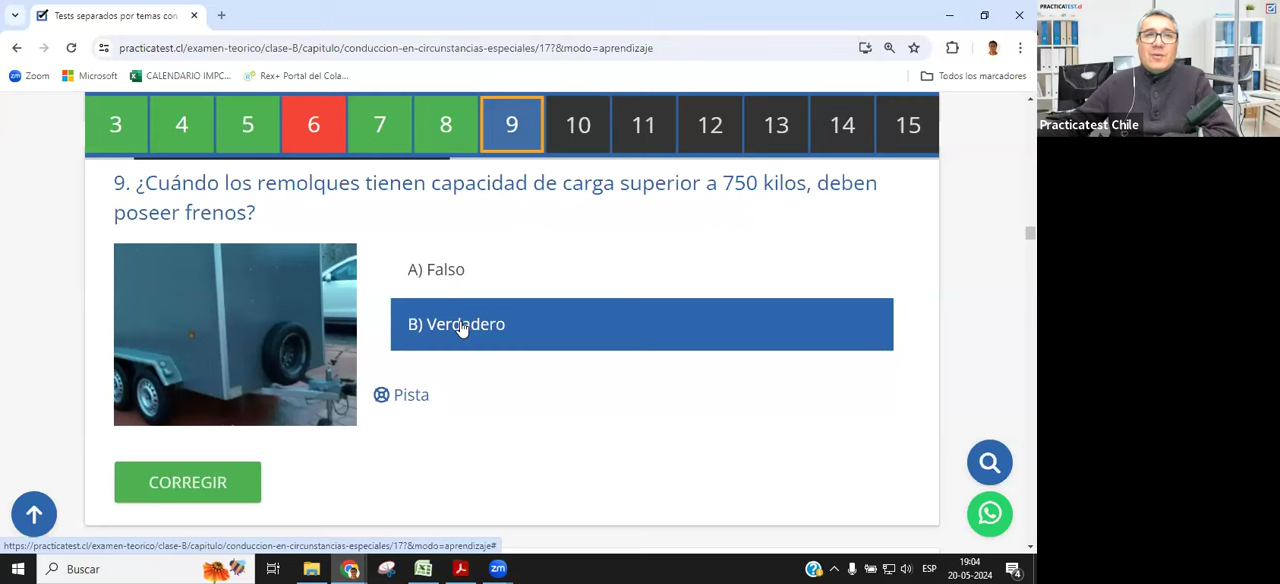 Tests separados por temas con
practicatest.cl/examen-teorico/clase-B/capitulo/conduccion-en-circunstancias-especiales/17?&modo=aprendizaje
Zoom
Microsoft
CALENDARIO IMPC...
Rex+ Portal del Cola...
Todos los marcadores
PRACTICATEST.cl
Practicatest Chile
3
4
5
6
7
8
9
10
11
12
13
14
15
9. ¿Cuándo los remolques tienen capacidad de carga superior a 750 kilos, deben
poseer frenos?
A) Falso
B) Verdadero
Pista
CORREGIR
https://practicatest.cl/examen-teorico/clase-B/capitulo/conduccion-en-circunstancias-especiales/17?&modo=aprendizaje#
Buscar
zm
ESP
19:04
20-05-2024
4